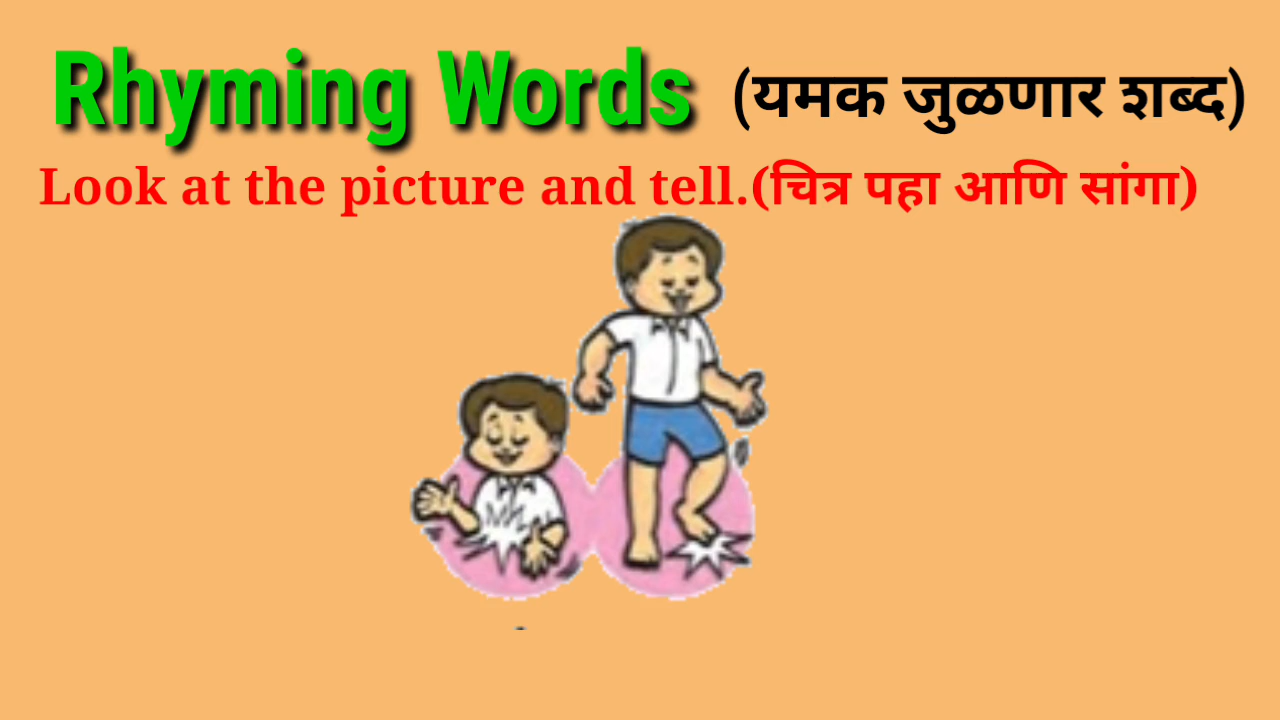 Rhyming Words (यमक जुळणार शब्द)
Look at the picture and tell.(चित्र पहा आणि सांगा)